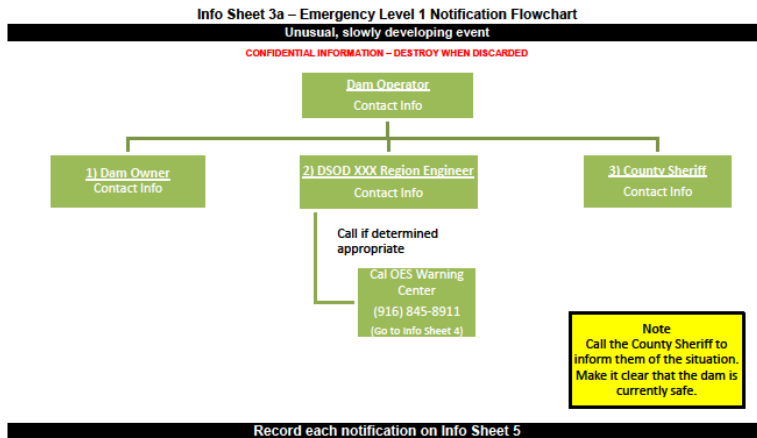 Info Sheet 3a – Emergency Level 1 Notification Flowchart
Unusual, slowly developing event
CONFIDENTIAL INFORMATION – DESTROY WHEN DISCARDED
Dam Operator
Contact Info
1) Dam Owner
Contact Info
2) DSOD XXX Region Engineer
Contact Info
3) County Sheriff
Contact Info
Call if determined
appropriate
Cal OES Warning
Center
(916) 845-8911
(Go to Info Sheet 4)
Note
Call the County Sheriff to
inform them of the situation.
Make it clear that the dam is
currently safe.
Record each notification on Info Sheet 5